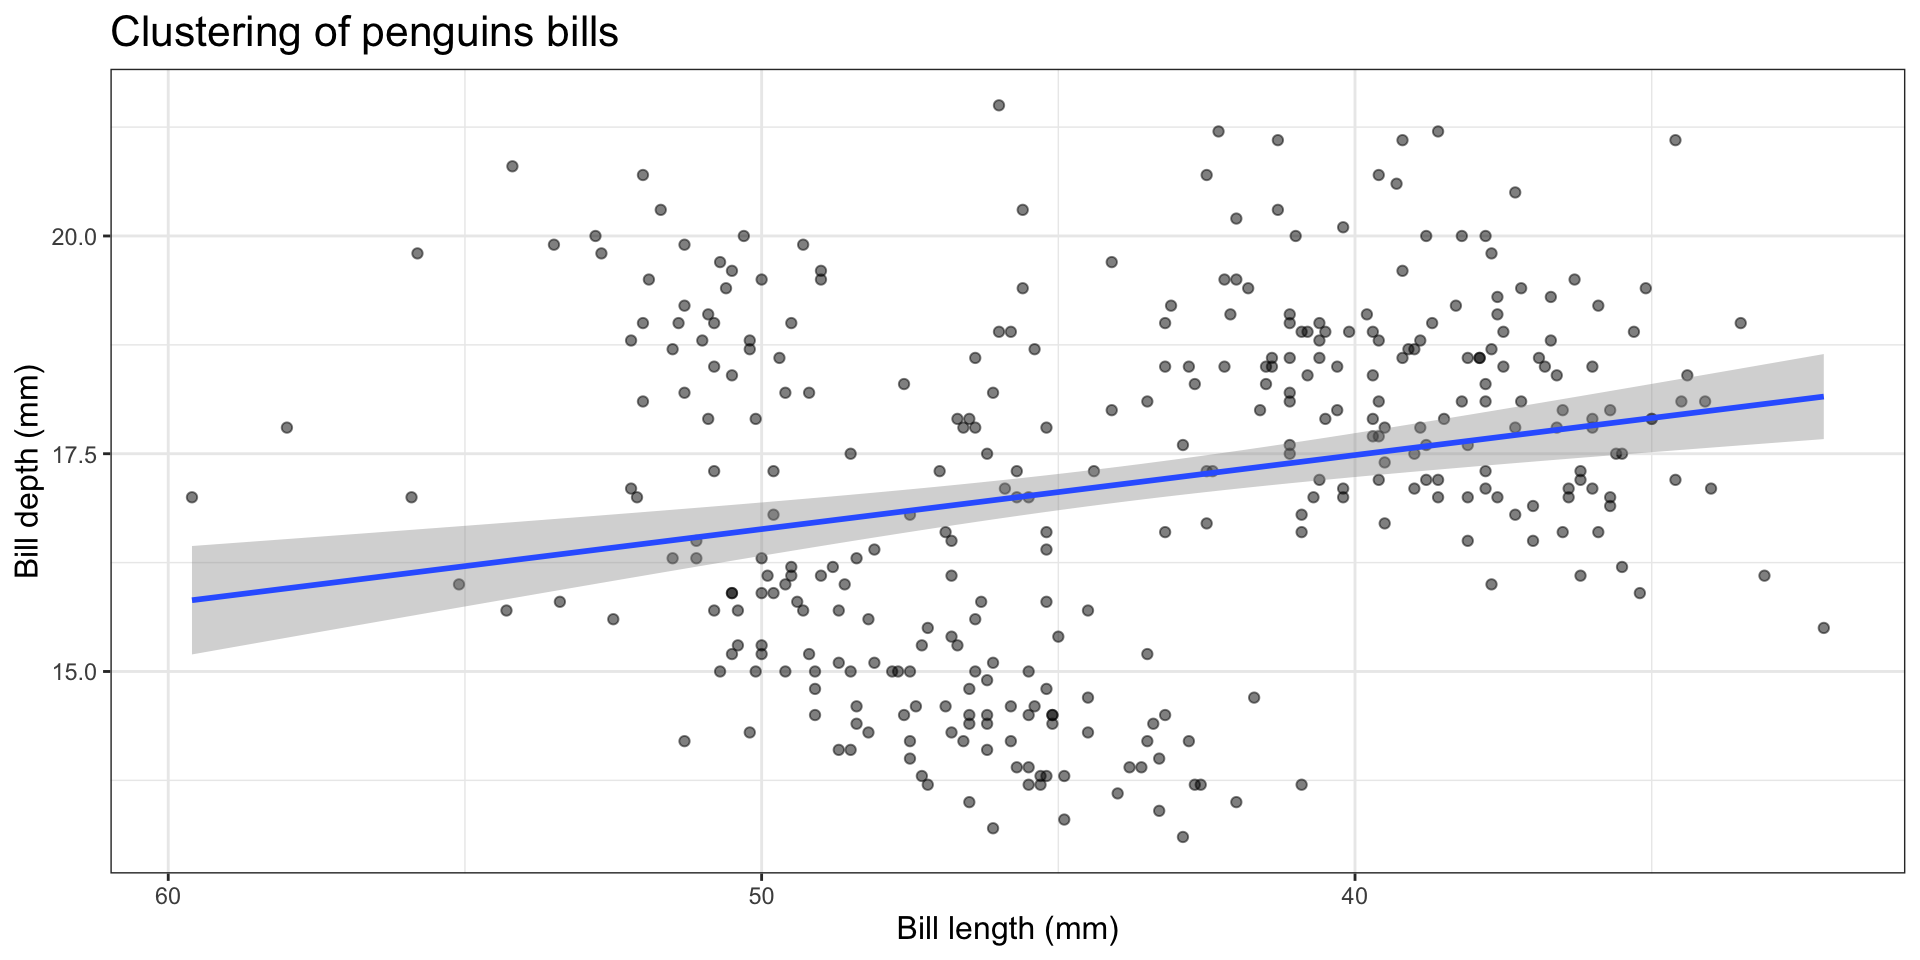 Clustering of penguins bills
20.0
17.5
15.0
Bill depth (mm)
60 50 40
Bill length (mm)